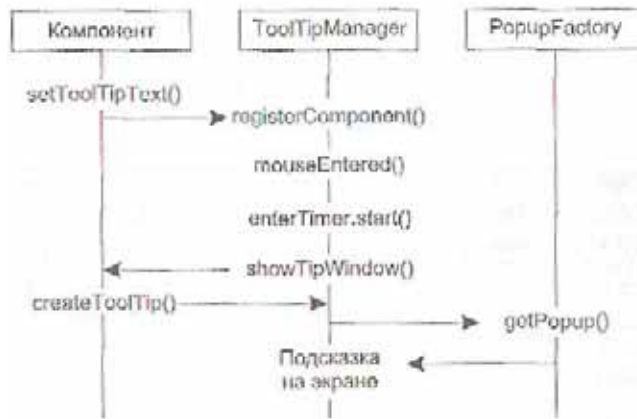 Компонент
ToolTipManager
PopupFactory
setToolTipText()
registerComponent()
mouseEntered()
enterTimer.start()
showTipWindow()
createToolTip()
getPopup()
Подсказка
на экране